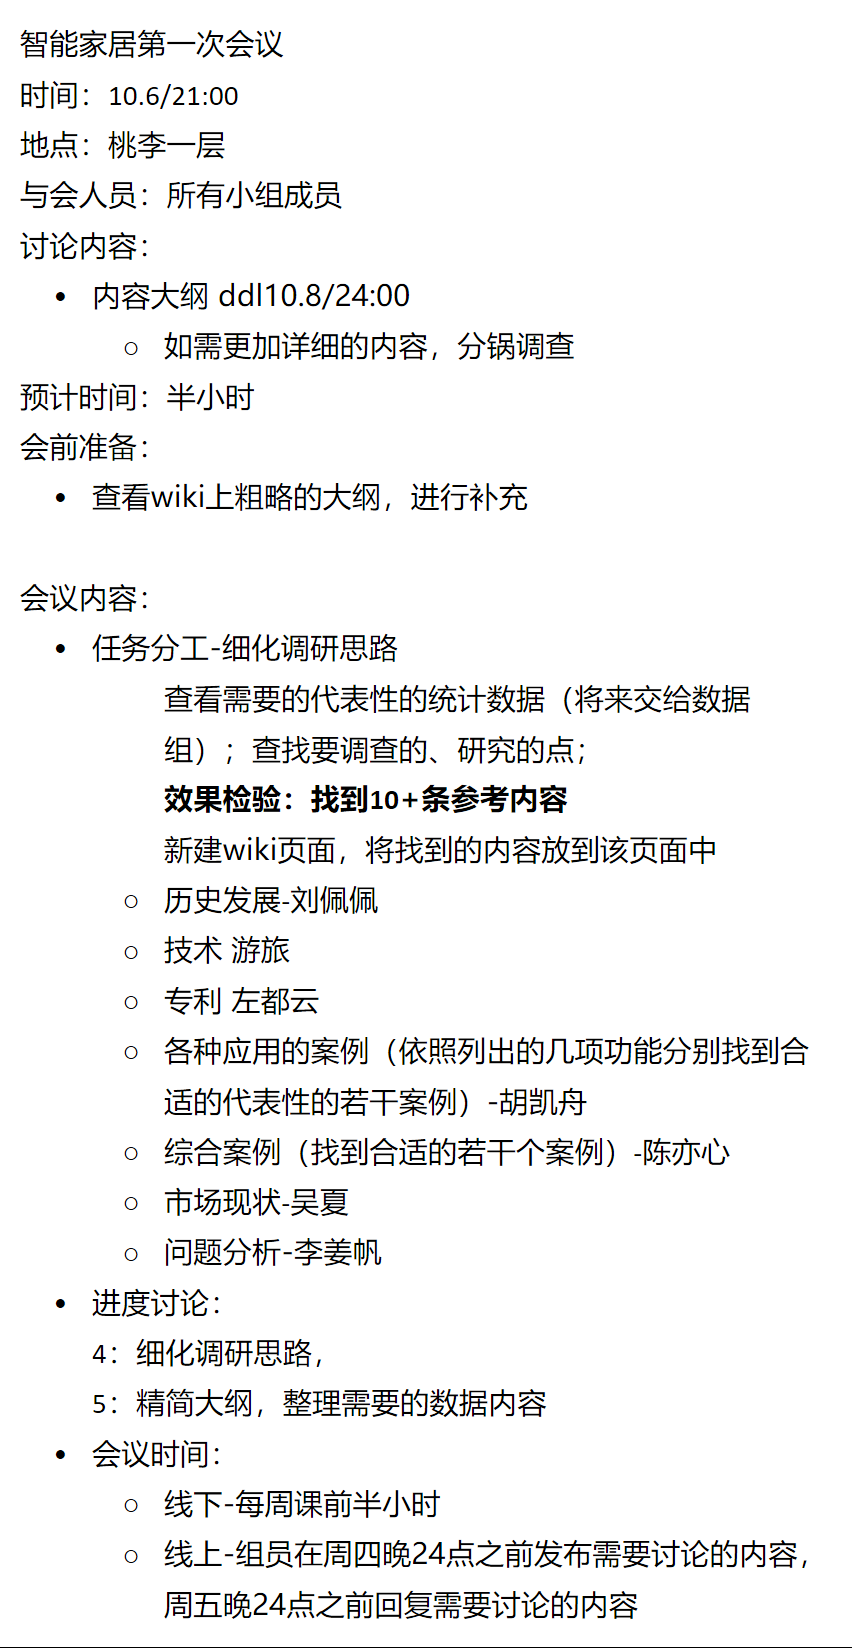 智能家居第一次会议
时间：10.6/21:00
地点：桃李一层
与会人员：所有小组成员
讨论内容：
• 内容大纲 ddl10.8/24:00
○ 如需更加详细的内容，分锅调查
预计时间：半小时
会前准备：
• 查看wiki上粗略的大纲，进行补充
会议内容：
• 任务分工-细化调研思路
查看需要的代表性的统计数据（将来交给数据
组）；查找要调查的、研究的点；
效果检验：找到10+条参考内容
新建wiki页面，将找到的内容放到该页面中
○ 历史发展-刘佩佩
○ 技术 游旅
○ 专利 左都云
○ 各种应用的案例（依照列出的几项功能分别找到合
适的代表性的若干案例）-胡凯舟
○ 综合案例（找到合适的若干个案例）-陈亦心
○ 市场现状-吴夏
○ 问题分析-李姜帆
• 进度讨论：
4：细化调研思路，
5：精简大纲，整理需要的数据内容
• 会议时间：
○ 线下-每周课前半小时
○ 线上-组员在周四晚24点之前发布需要讨论的内容，
周五晚24点之前回复需要讨论的内容